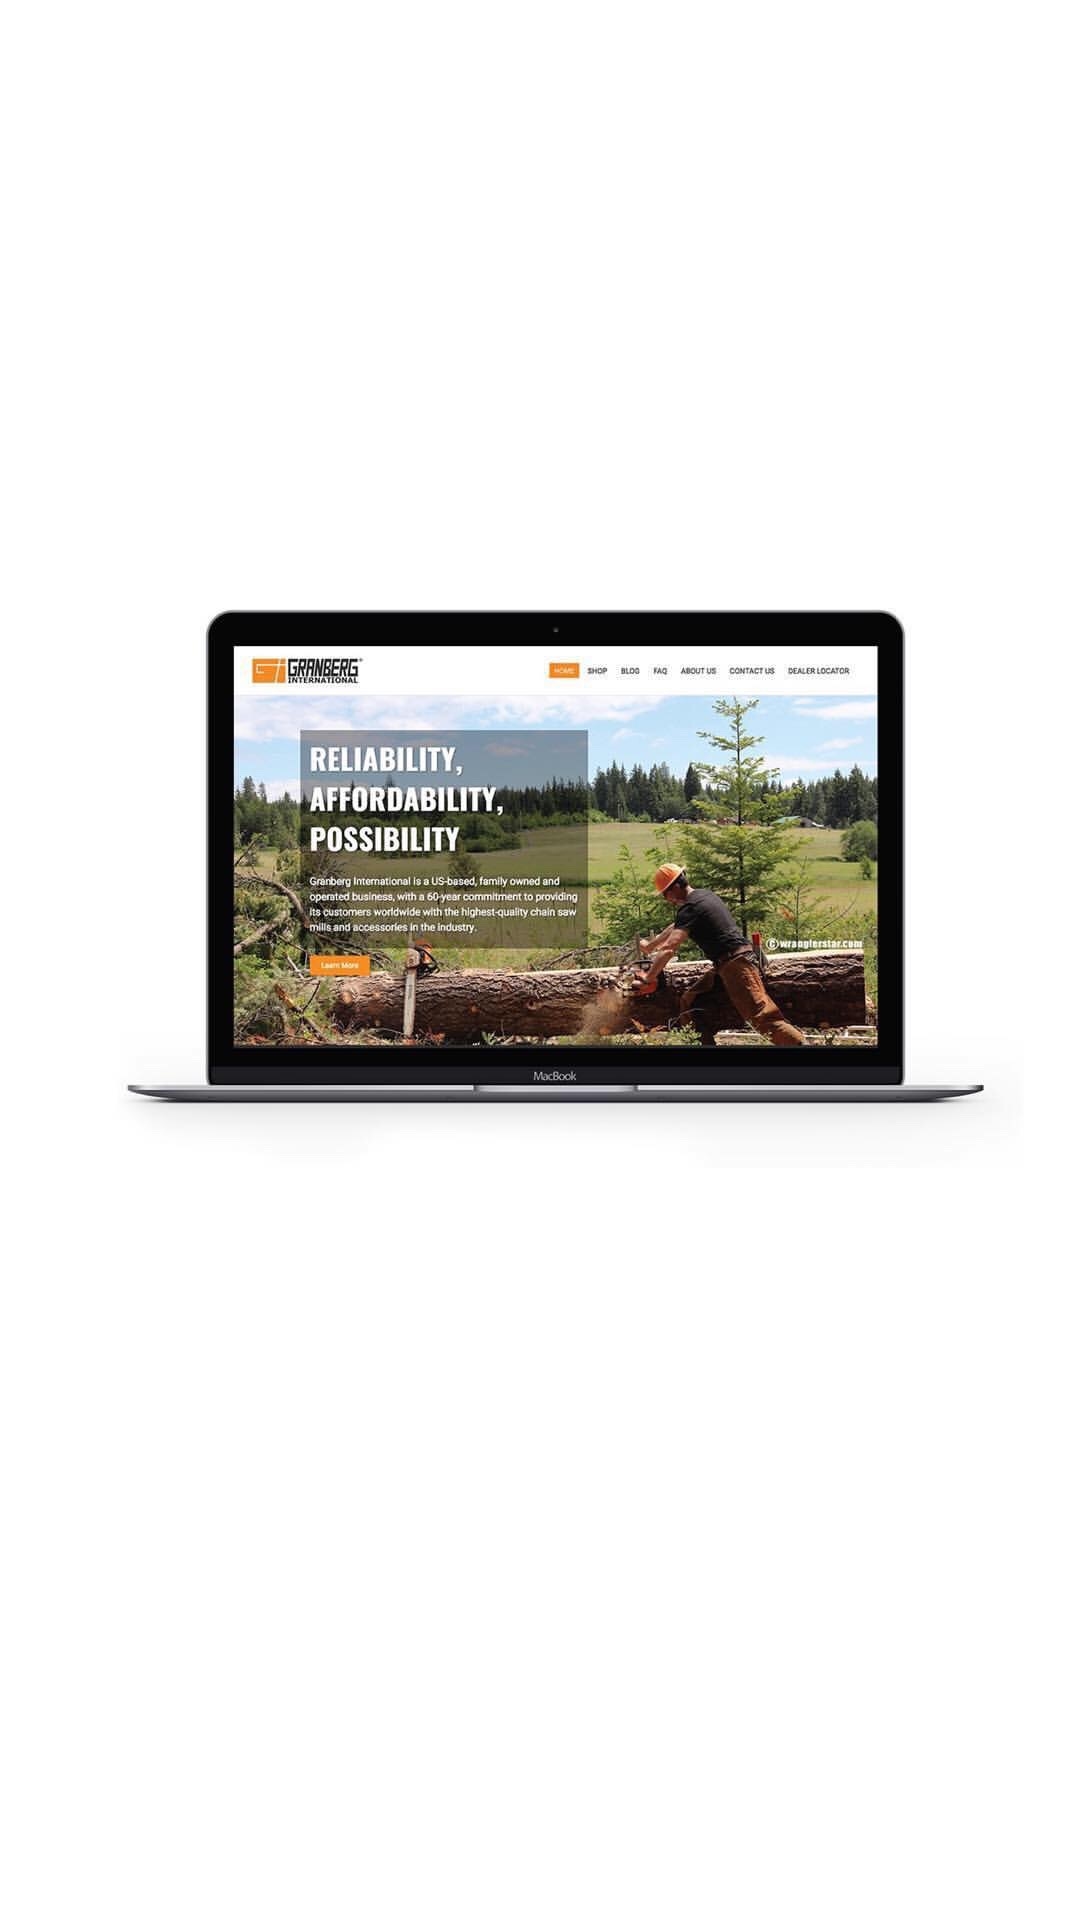 GRANBERG®
INTERNATIONAL
HOME SHOP BLOG FAQ ABOUT US CONTACT US DEALER LOCATOR
RELIABILITY,
AFFORDABILITY,
POSSIBILITY
Granberg International is a US-based, family owned and
operated business, with a 60-year commitment to providing
its customers worldwide with the highest-quality chain saw
mills and accessories in the industry.
©wranglerstar.com
Learn More
MacBook